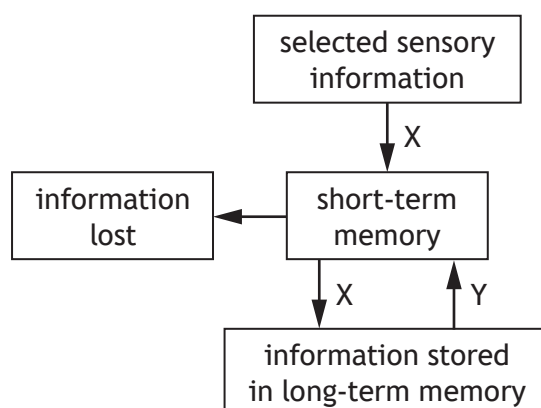 selected sensory
information
X
information
lost
short-term
memory
X
Y
information stored
in long-term memory